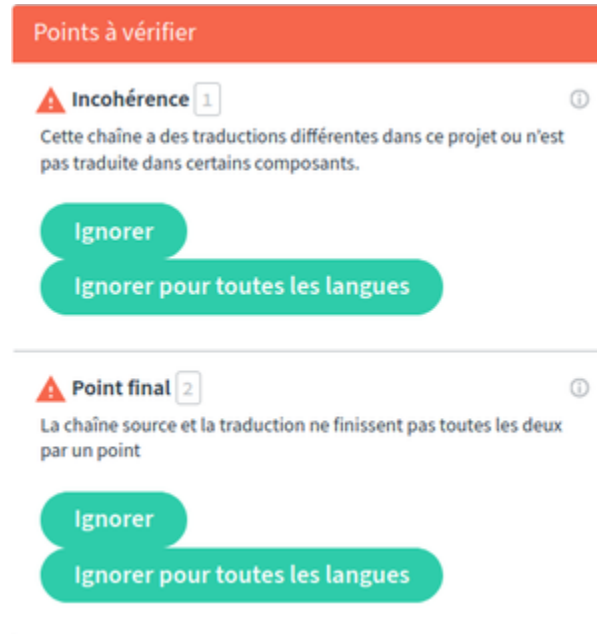 Points à vérifier
Incohérence 1
Cette chaîne a des traductions différentes dans ce projet ou n'est
pas traduite dans certains composants.
Ignorer
Ignorer pour toutes les langues
Point final 2
La chaîne source et la traduction ne finissent pas toutes les deux
par un point
Ignorer
Ignorer pour toutes les langues